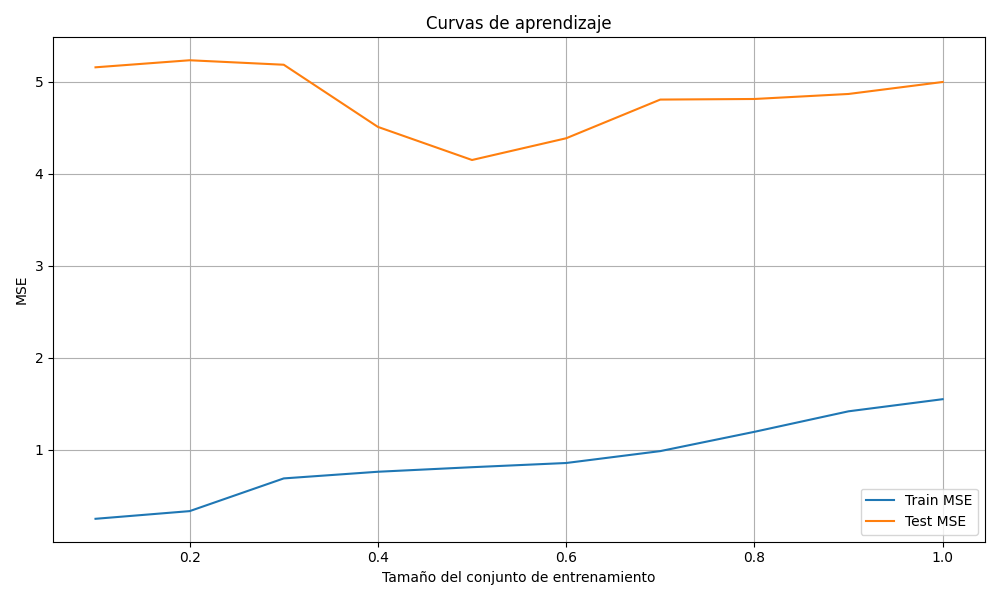 Curvas de aprendizaje
MSE
5
4
3
2
1
Train MSE
Test MSE
0.2 0.4 0.6 0.8 1.0
Tamaño del conjunto de entrenamiento